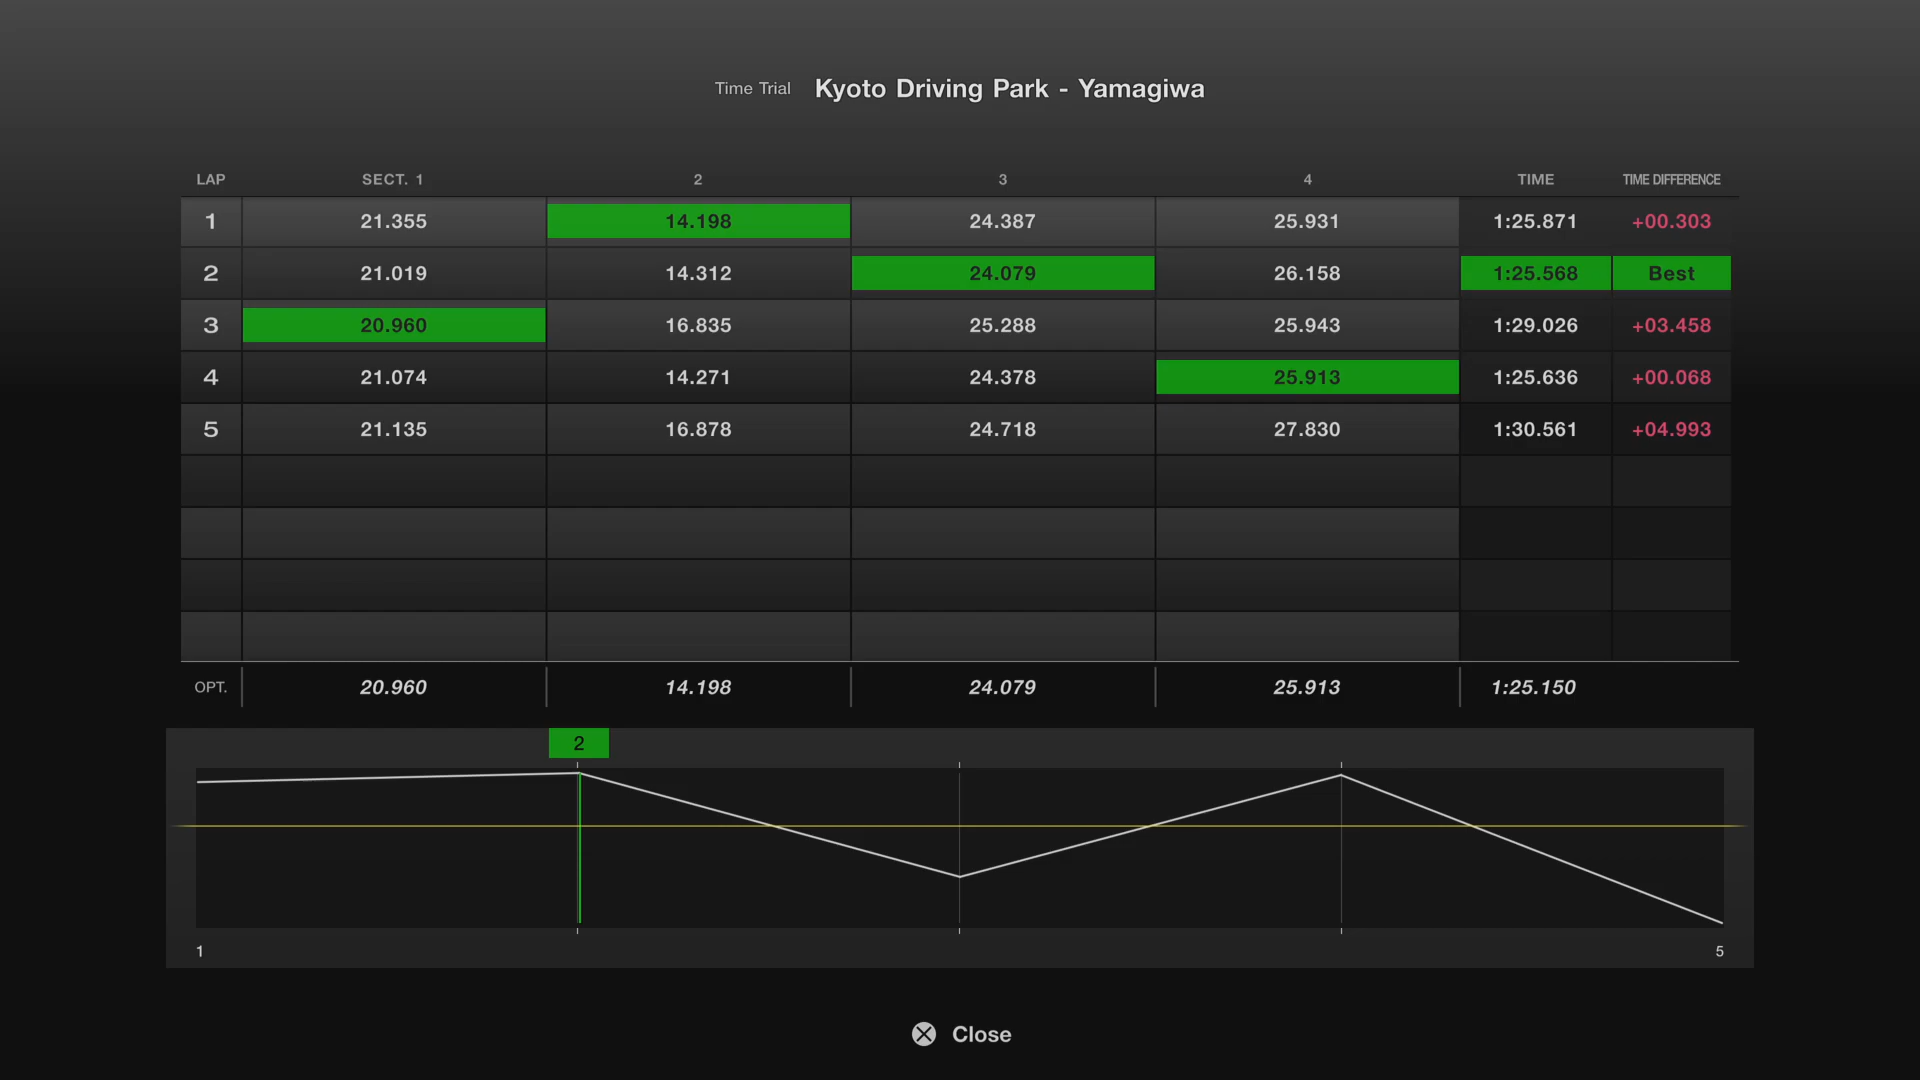 Time Trial Kyoto Driving Park - Yamagiwa
LAP SECT. 1 2 3 4 TIME TIME DIFFERENCE
1 21.355 14.198 24.387 25.931 1:25.871 +00.303
2 21.019 14.312 24.079 26.158 1:25.568 Best
3 20.960 16.835 25.288 25.943 1:29.026 +03.458
4 21.074 14.271 24.378 25.913 1:25.636 +00.068
5 21.135 16.878 24.718 27.830 1:30.561 +04.993
OPT. 20.960 14.198 24.079 25.913 1:25.150
2
1 5
Close